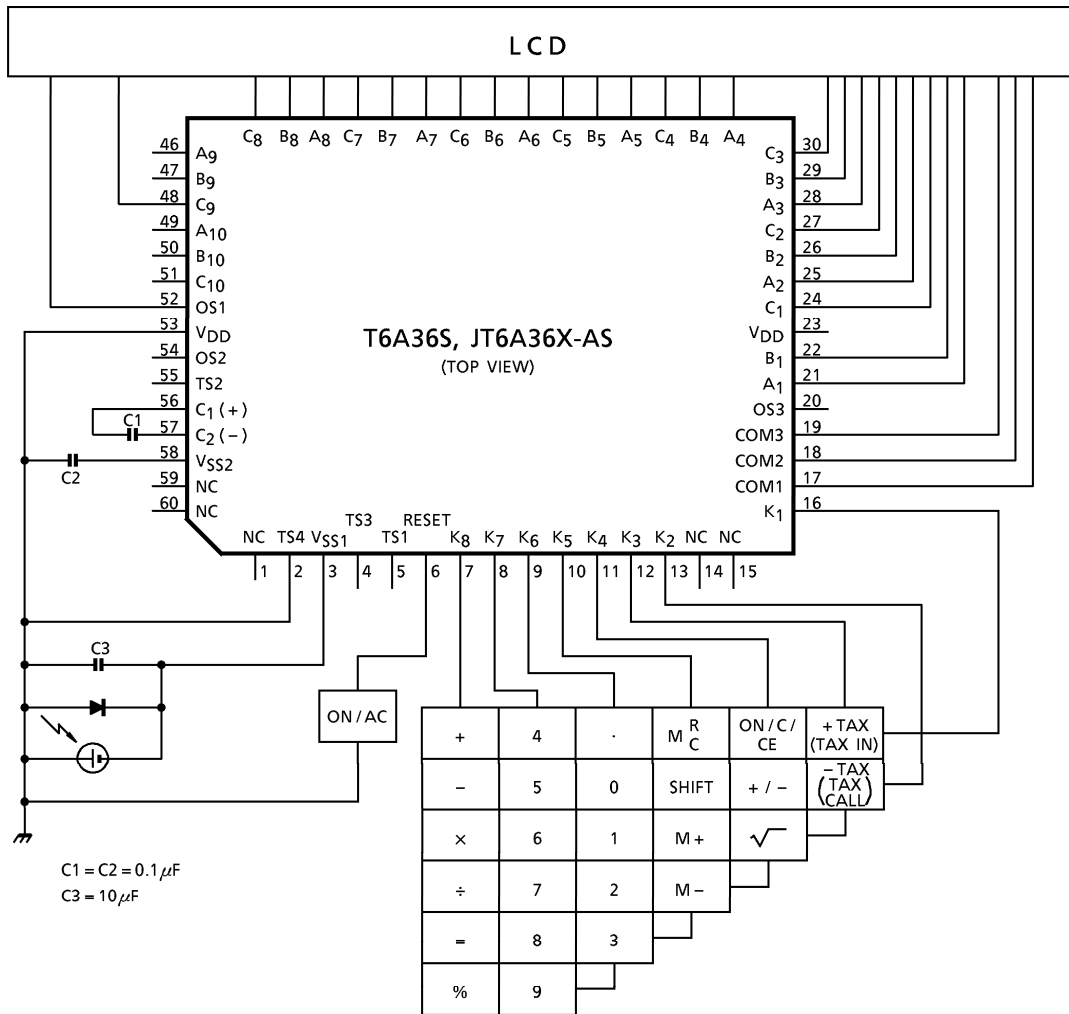 LCD
C8 B8 A8 C7 B7 A7 C6 B6 A6 C5 B5 A5 C4 B4 A4
46 A9
47 B9
48 C9
49 A10
50 B10
51 C10
52 OS1
53 VDD
54 OS2
55 TS2
56 C1 (+)
57 C2 (−)
58 VSS2
59 NC
60 NC
C1
C2
T6A36S, JT6A36X-AS
(TOP VIEW)
C3 30
B3 29
A3 28
C2 27
B2 26
A2 25
C1 24
VDD 23
B1 22
A1 21
OS3 20
COM3 19
COM2 18
COM1 17
K1 16
NC TS4 VSS1 TS3 TS1 RESET K8 K7 K6 K5 K4 K3 K2 NC NC
1 2 3 4 5 6 7 8 9 10 11 12 13 14 15
C3
ON / AC
+ 4 · M R C ON / C / CE + TAX (TAX IN)
− 5 0 SHIFT + / − − TAX (TAX CALL)
× 6 1 M + √
÷ 7 2 M −
= 8 3
% 9
C1 = C2 = 0.1 μF
C3 = 10 μF